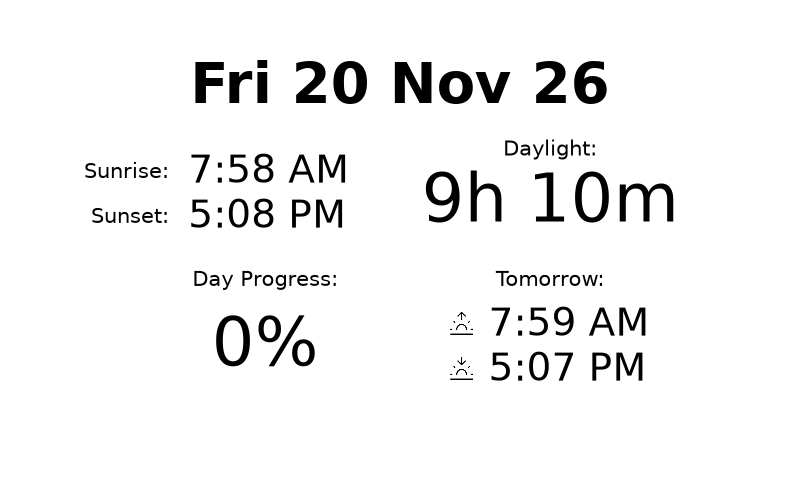 Fri 20 Nov 26
Sunrise: 7:58 AM
Sunset: 5:08 PM
Daylight:
9h 10m
Day Progress:
0%
Tomorrow:
7:59 AM
5:07 PM